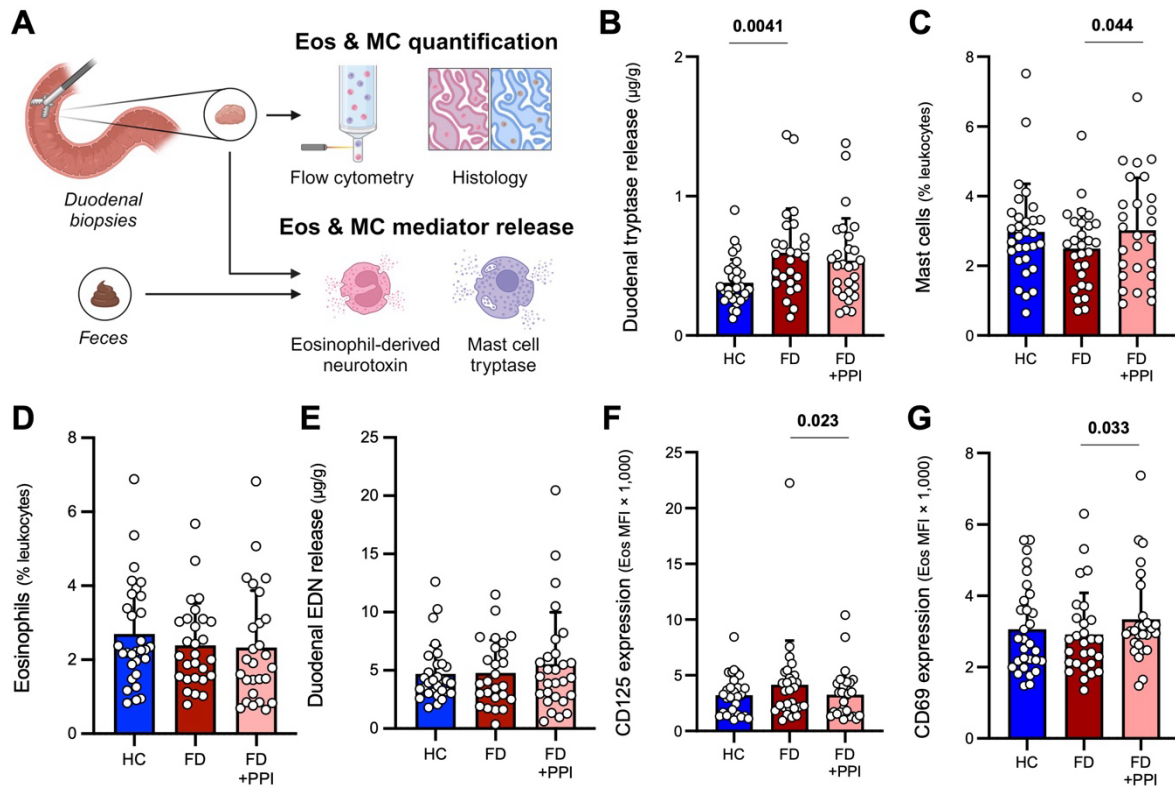 A
Eos & MC quantification
Flow cytometry
Histology
Duodenal
biopsies
Eos & MC mediator release
Feces
Eosinophil-derived
neurotoxin
Mast cell
tryptase
B
0.0041
Duodenal tryptase release (µg/g)
2
1
0
HC
FD
FD
+PPI
C
0.044
Mast cells (% leukocytes)
8
6
4
2
0
HC
FD
FD
+PPI
D
Eosinophils (% leukocytes)
8
6
4
2
0
HC
FD
FD
+PPI
E
Duodenal EDN release (µg/g)
25
20
15
10
5
0
HC
FD
FD
+PPI
F
0.023
CD125 expression (Eos MFI × 1,000)
25
20
15
10
5
0
HC
FD
FD
+PPI
G
0.033
CD69 expression (Eos MFI × 1,000)
8
6
4
2
0
HC
FD
FD
+PPI